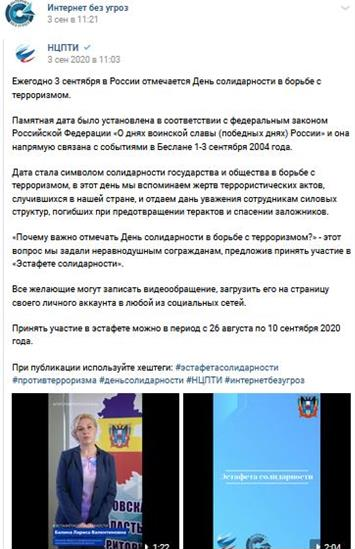 Интернет без угроз
3 сен в 11:21
НЦПТИ
3 сен 2020 в 11:03
Ежегодно 3 сентября в России отмечается День солидарности в борьбе с
терроризмом.
Памятная дата было установлена в соответствии с федеральным законом
Российской Федерации «О днях воинской славы (победных днях) России» и она
напрямую связана с событиями в Беслане 1-3 сентября 2004 года.
Дата стала символом солидарности государства и общества в борьбе с
терроризмом, в этот день мы вспоминаем жертв террористических актов,
случившихся в нашей стране, и отдаем дань уважения сотрудникам силовых
структур, погибших при предотвращении терактов и спасении заложников.
«Почему важно отмечать День солидарности в борьбе с терроризмом?» - этот
вопрос мы задали неравнодушным согражданам, предложив принять участие в
«Эстафете солидарности».
Все желающие могут записать видеообращение, загрузить его на страницу
своего личного аккаунта в любой из социальных сетей.
Принять участие в эстафете можно в период с 26 августа по 10 сентября 2020
года.
При публикации используйте хештеги: #эстафетасолидарности
#противтерроризма #деньсолидарности #НЦПТИ #интернетбезугроз
Балина Лариса Валентиновна
1:22
Эстафета солидарности
2:04